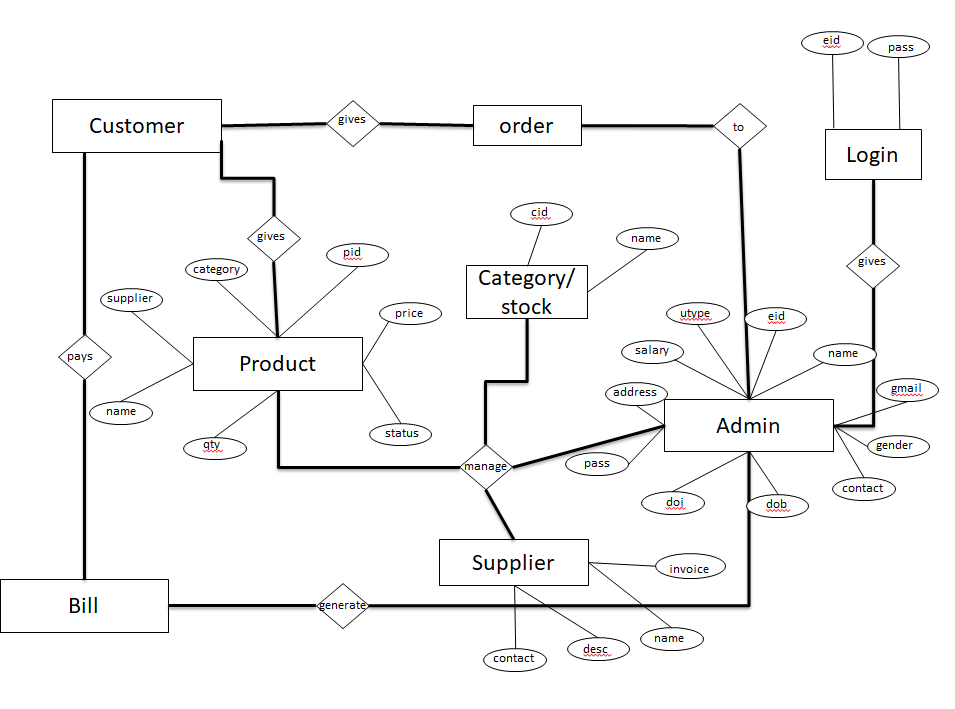 eid
pass
Customer
gives
order
to
Login
cid
name
gives
category
pid
gives
Category/
stock
supplier
price
utype
eid
pays
Product
salary
name
name
status
address
gmail
qty
Admin
gender
manage
pass
contact
doj
dob
Supplier
invoice
Bill
generate
name
contact
desc